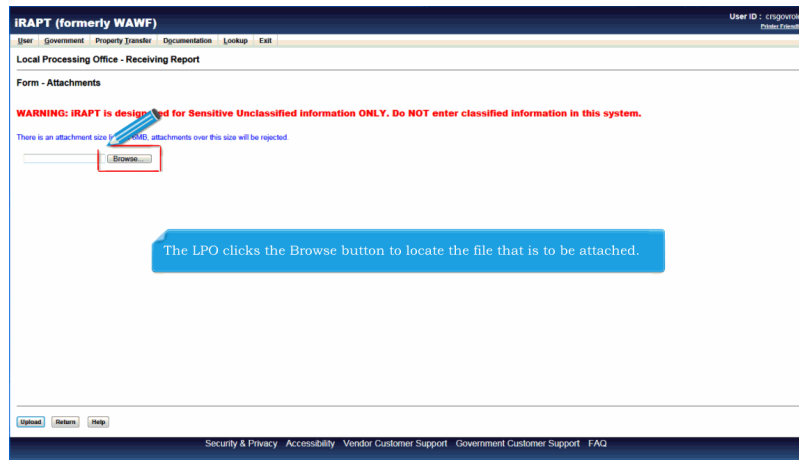 iRAPT (formerly WAWF)
User ID : crsgovrol
Printer Friendl
User Government Property Transfer Documentation Lookup Exit
Local Processing Office - Receiving Report
Form - Attachments
WARNING: iRAPT is designated for Sensitive Unclassified information ONLY. Do NOT enter classified information in this system.
There is an attachment size 6MB, attachments over this size will be rejected.
Browse...
The LPO clicks the Browse button to locate the file that is to be attached.
Upload Return Help
Security & Privacy Accessibility Vendor Customer Support Government Customer Support FAQ